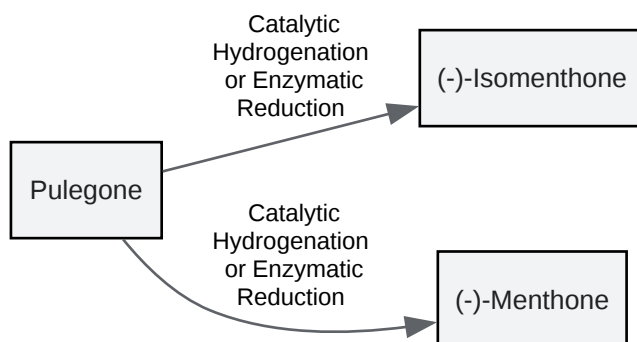 Catalytic
Hydrogenation
or Enzymatic
Reduction
(-)-Isomenthone
Pulegone
Catalytic
Hydrogenation
or Enzymatic
Reduction
(-)-Menthone